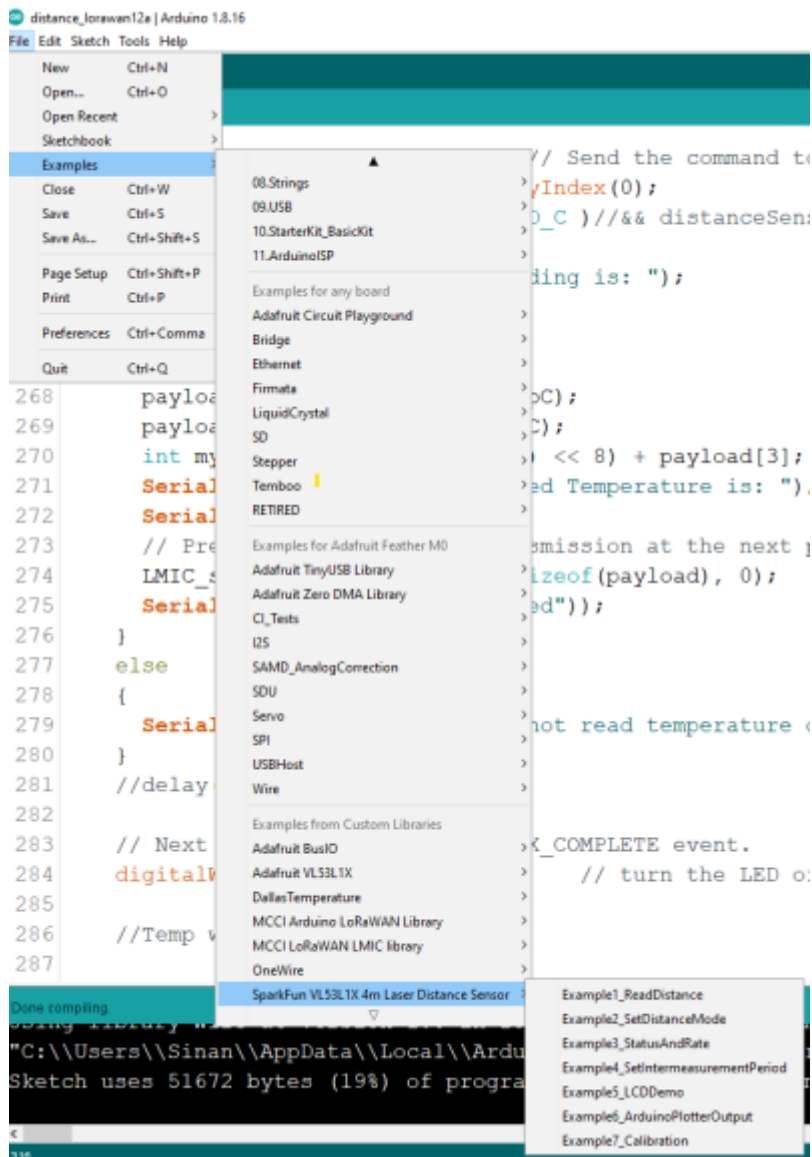 distance_lorawan12a | Arduino 1.8.16
File Edit Sketch Tools Help
New Ctrl+N
Open... Ctrl+O
Open Recent
Sketchbook
Examples
Close Ctrl+W
Save Ctrl+S
Save As... Ctrl+Shift+S
Page Setup Ctrl+Shift+P
Print Ctrl+P
Preferences Ctrl+Comma
Quit Ctrl+Q
08.Strings
09.USB
10.StarterKit_BasicKit
11.ArduinoISP
Examples for any board
Adafruit Circuit Playground
Bridge
Ethernet
Firmata
LiquidCrystal
SD
Stepper
Temboo
RETIRED
Examples for Adafruit Feather M0
Adafruit TinyUSB Library
Adafruit Zero DMA Library
CI_Tests
I2S
SAMD_AnalogCorrection
SDU
Servo
SPI
USBHost
Wire
Examples from Custom Libraries
Adafruit BusIO
Adafruit VL53L1X
DallasTemperature
MCCI Arduino LoRaWAN Library
MCCI LoRaWAN LMIC library
OneWire
SparkFun VL53L1X 4m Laser Distance Sensor
Example1_ReadDistance
Example2_SetDistanceMode
Example3_StatusAndRate
Example4_SetIntermeasurementPeriod
Example5_LCDDemo
Example6_ArduinoPlotterOutput
Example7_Calibration
// Send the command to
yIndex(0);
D_C )//&& distanceSens
ding is: ");
268 payloa oC);
269 payloa C);
270 int my ) << 8) + payload[3];
271 Serial ed Temperature is: ")
272 Serial
273 // Pre smission at the next p
274 LMIC_s izeof(payload), 0);
275 Serial ed"));
276 }
277 else
278 {
279 Serial not read temperature
280 }
281 //delay
282
283 // Next X_COMPLETE event.
284 digitalW // turn the LED o
285
286 //Temp
287
Done compiling.
"C:\\Users\\Sinan\\AppData\\Local\\Ardu
Sketch uses 51672 bytes (19%) of progra